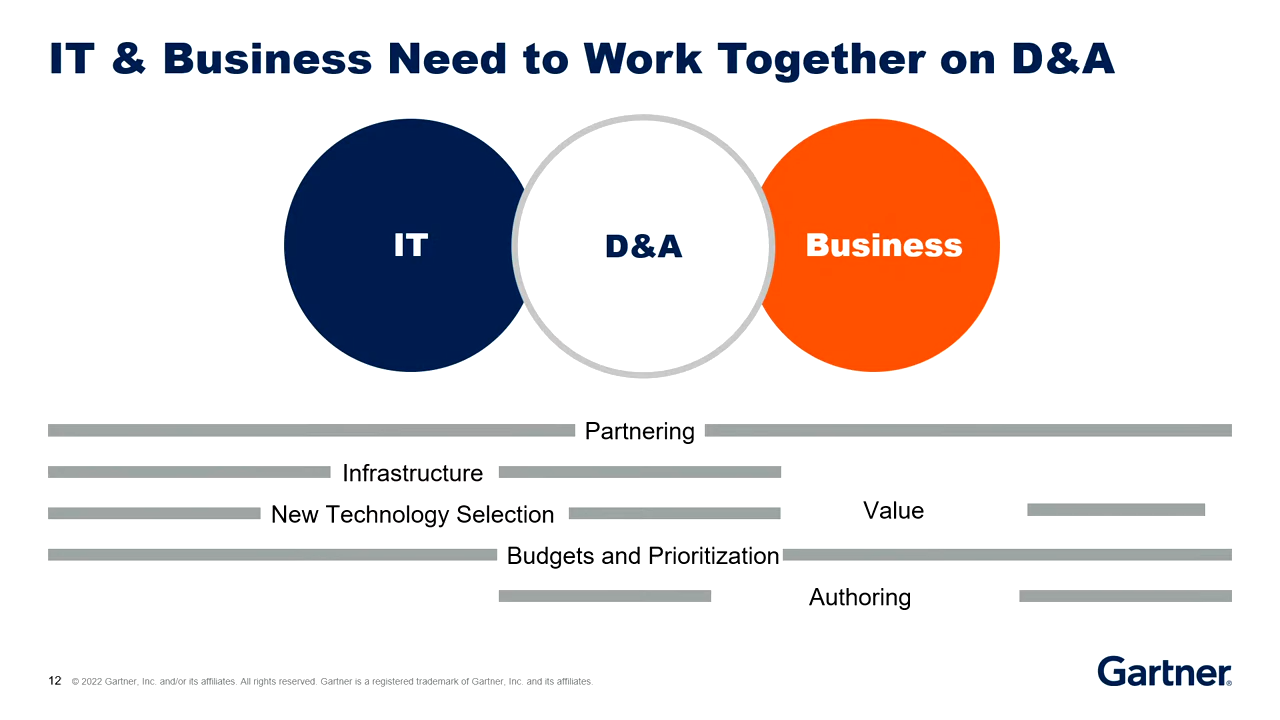 IT & Business Need to Work Together on D&A
IT
D&A
Business
Partnering
Infrastructure
New Technology Selection
Value
Budgets and Prioritization
Authoring
12 © 2022 Gartner, Inc. and/or its affiliates. All rights reserved. Gartner is a registered trademark of Gartner, Inc. and its affiliates.
Gartner®